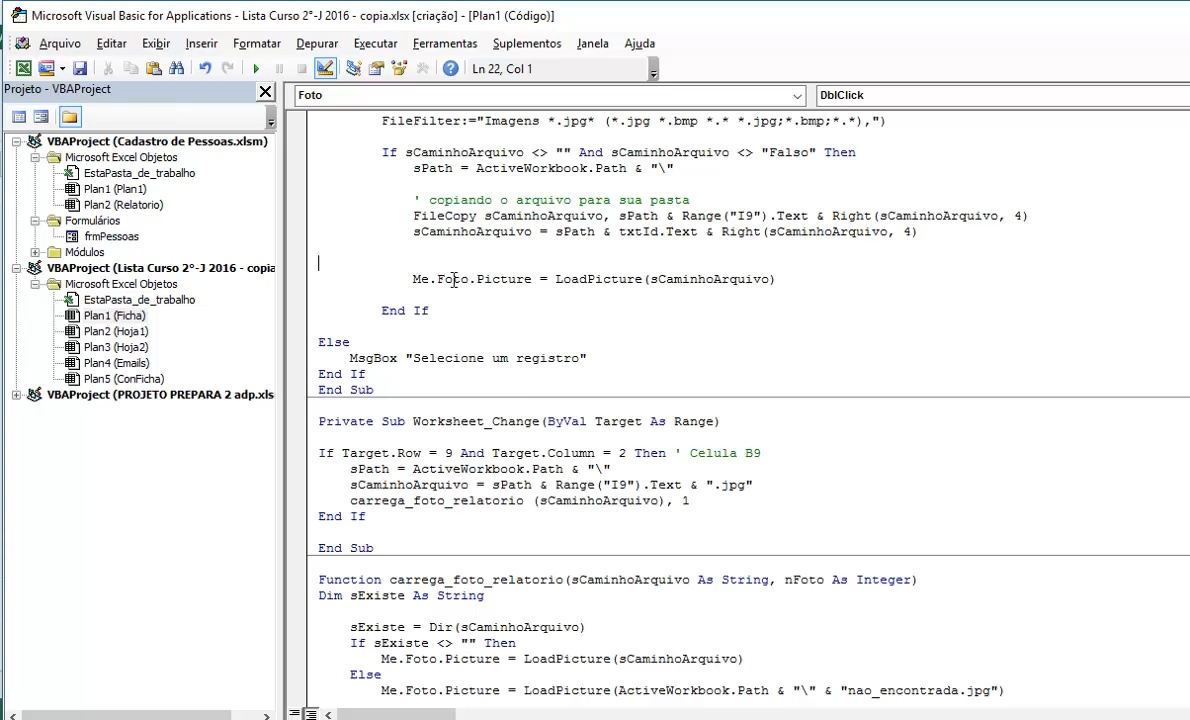 Microsoft Visual Basic for Applications - Lista Curso 2°-J 2016 - copia.xlsx [criação] - [Plan1 (Código)]
Arquivo Editar Exibir Inserir Formatar Depurar Executar Ferramentas Suplementos Janela Ajuda
Ln 22, Col 1
Projeto - VBAProject
Foto DblClick
VBAProject (Cadastro de Pessoas.xlsm)
Microsoft Excel Objetos
EstaPasta_de_trabalho
Plan1 (Plan1)
Plan2 (Relatorio)
Formulários
frmPessoas
Módulos
VBAProject (Lista Curso 2°-J 2016 - copia
Microsoft Excel Objetos
EstaPasta_de_trabalho
Plan1 (Ficha)
Plan2 (Hoja1)
Plan3 (Hoja2)
Plan4 (Emails)
Plan5 (ConFicha)
VBAProject (PROJETO PREPARA 2 adp.xls
FileFilter:="Imagens *.jpg* (*.jpg *.bmp *.* *.jpg;*.bmp;*.*),")
If sCaminhoArquivo <> "" And sCaminhoArquivo <> "Falso" Then
sPath = ActiveWorkbook.Path & "\"
' copiando o arquivo para sua pasta
FileCopy sCaminhoArquivo, sPath & Range("I9").Text & Right(sCaminhoArquivo, 4)
sCaminhoArquivo = sPath & txtId.Text & Right(sCaminhoArquivo, 4)
Me.Foto.Picture = LoadPicture(sCaminhoArquivo)
End If
Else
MsgBox "Selecione um registro"
End If
End Sub
Private Sub Worksheet_Change(ByVal Target As Range)
If Target.Row = 9 And Target.Column = 2 Then ' Celula B9
sPath = ActiveWorkbook.Path & "\"
sCaminhoArquivo = sPath & Range("I9").Text & ".jpg"
carrega_foto_relatorio (sCaminhoArquivo), 1
End If
End Sub
Function carrega_foto_relatorio(sCaminhoArquivo As String, nFoto As Integer)
Dim sExiste As String
sExiste = Dir(sCaminhoArquivo)
If sExiste <> "" Then
Me.Foto.Picture = LoadPicture(sCaminhoArquivo)
Else
Me.Foto.Picture = LoadPicture(ActiveWorkbook.Path & "\" & "nao_encontrada.jpg")